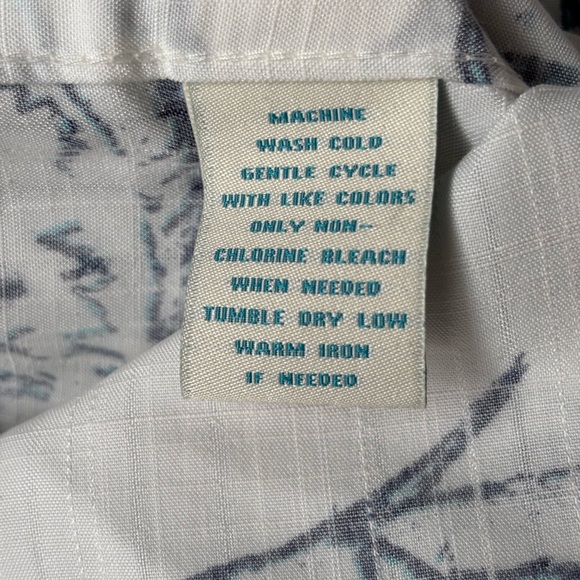 MACHINE
WASH COLD
GENTLE CYCLE
WITH LIKE COLORS
ONLY NON-
CHLORINE BLEACH
WHEN NEEDED
TUMBLE DRY LOW
WARM IRON
IF NEEDED